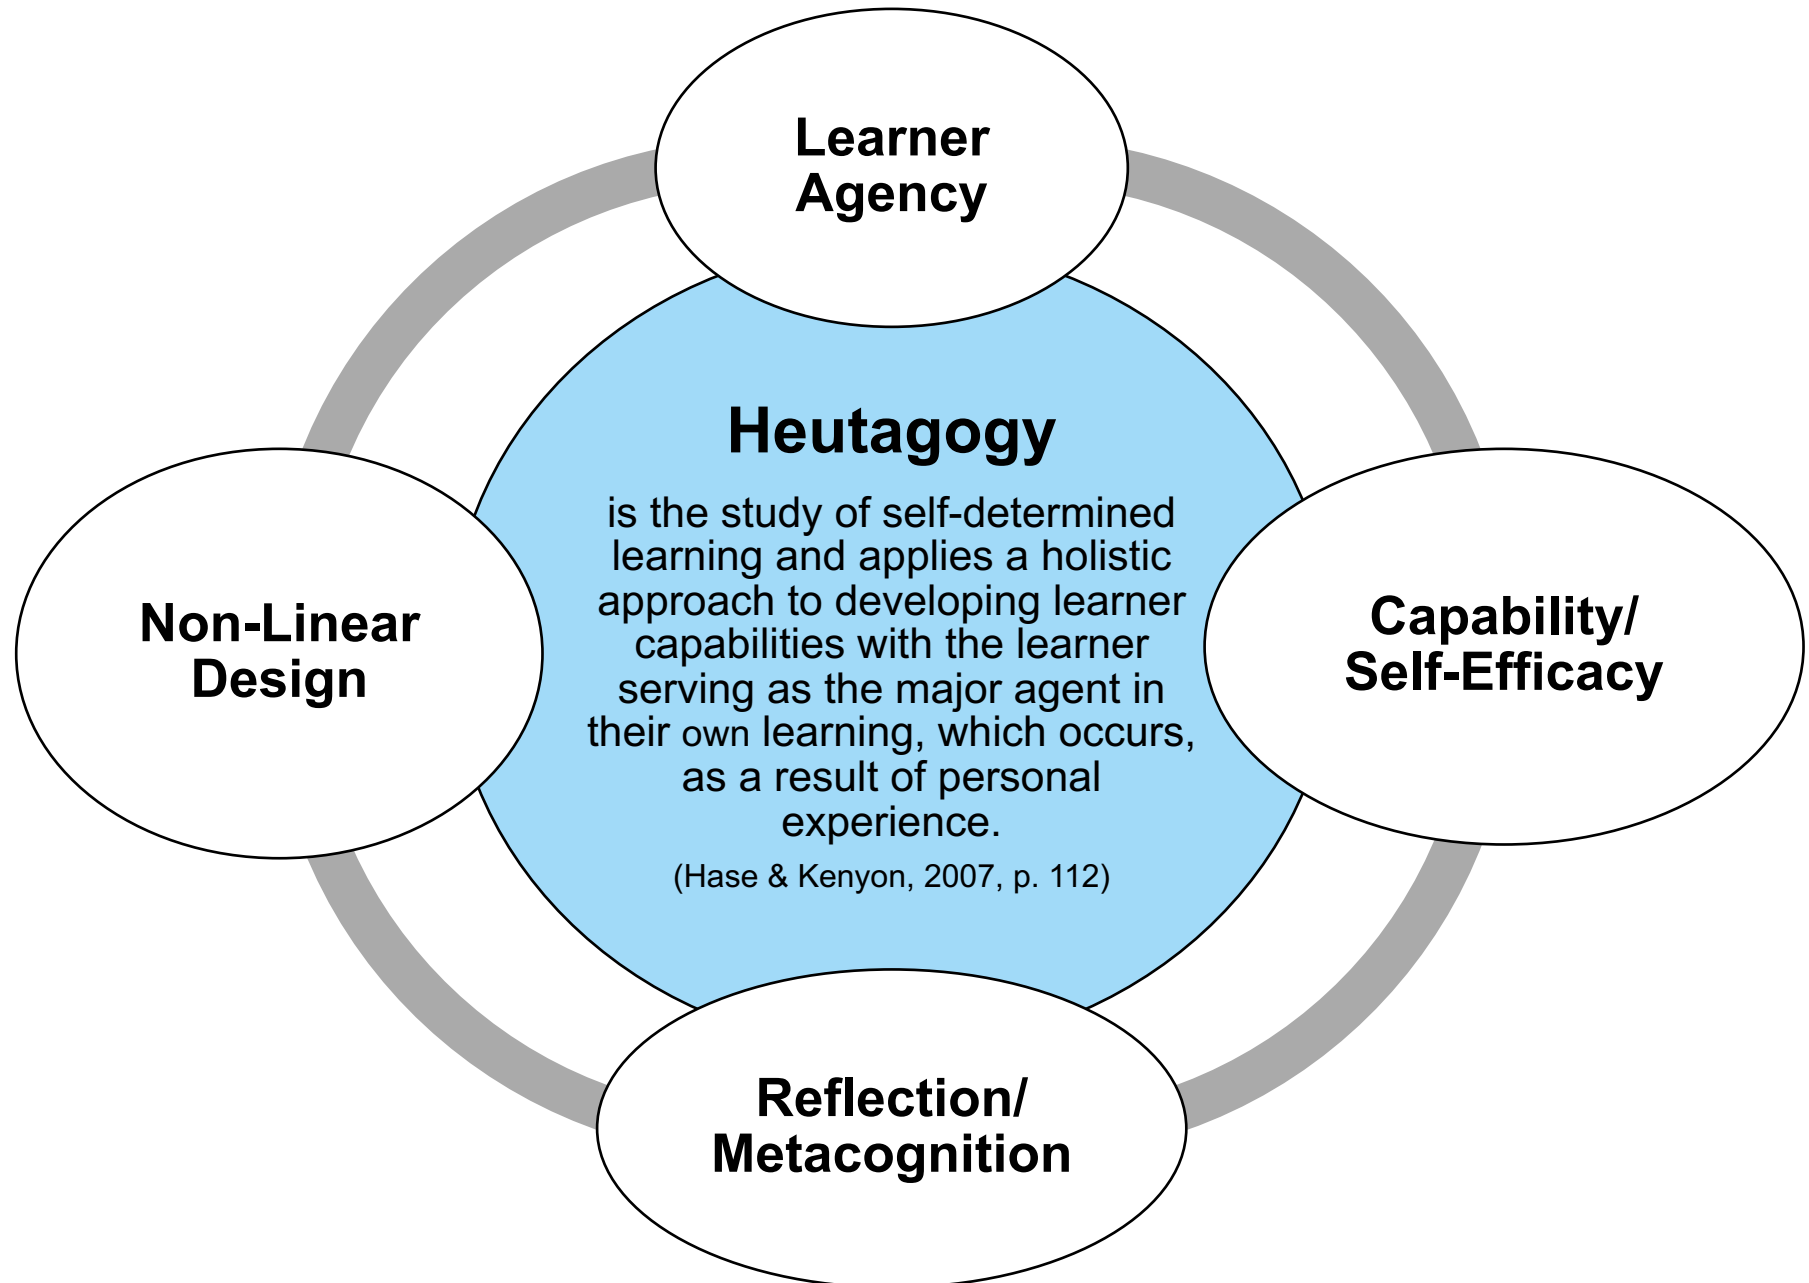 Learner
Agency
Heutagogy
is the study of self-determined
learning and applies a holistic
approach to developing learner
capabilities with the learner
serving as the major agent in
their own learning, which occurs,
as a result of personal
experience.
(Hase & Kenyon, 2007, p. 112)
Non-Linear
Design
Capability/
Self-Efficacy
Reflection/
Metacognition